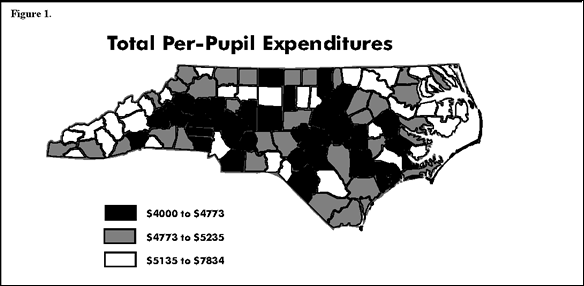 Figure 1.
Total Per-Pupil Expenditures
$4000 to $4773
$4773 to $5235
$5135 to $7834